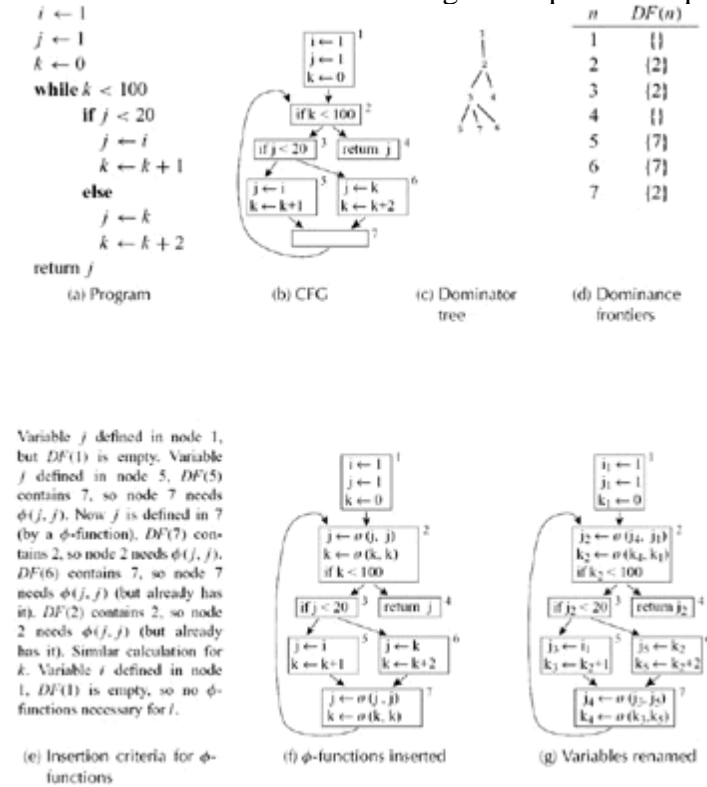 i ← 1
j ← 1
k ← 0
while k < 100
if j < 20
j ← i
k ← k + 1
else
j ← k
k ← k + 2
return j
(a) Program
i ← 1
j ← 1
k ← 0
1
if k < 100
2
if j < 20
3
return j
4
j ← i
k ← k+1
5
j ← k
k ← k+2
6
7
(b) CFG
1
2
3 4
5 7 6
(c) Dominator
tree
n DF(n)
1 {}
2 {2}
3 {2}
4 {}
5 {7}
6 {7}
7 {2}
(d) Dominance
frontiers
Variable j defined in node 1,
but DF(1) is empty. Variable
j defined in node 5, DF(5)
contains 7, so node 7 needs
ϕ(j, j). Now j is defined in 7
(by a ϕ-function), DF(7) con-
tains 2, so node 2 needs ϕ(j, j).
DF(6) contains 7, so node 7
needs ϕ(j, j) (but already has
it). DF(2) contains 2, so node
2 needs ϕ(j, j) (but already
has it). Similar calculation for
k. Variable i defined in node
1, DF(1) is empty, so no ϕ-
functions necessary for i.
(e) Insertion criteria for ϕ-
functions
i ← 1
j ← 1
k ← 0
1
j ← ø(j, j)
k ← ø(k, k)
if k < 100
2
if j < 20
3
return j
4
j ← i
k ← k+1
5
j ← k
k ← k+2
6
j ← ø(j, j)
k ← ø(k, k)
7
(f) ϕ-functions inserted
i₁ ← 1
j₁ ← 1
k₁ ← 0
1
j₂ ← ø(j₄, j₁)
k₂ ← ø(k₄, k₁)
if k₂ < 100
2
if j₂ < 20
3
return j₂
4
j₃ ← i₁
k₃ ← k₂+1
5
j₅ ← k₂
k₅ ← k₂+2
j₄ ← ø(j₃, j₅)
k₄ ← ø(k₃,k₅)
7
(g) Variables renamed